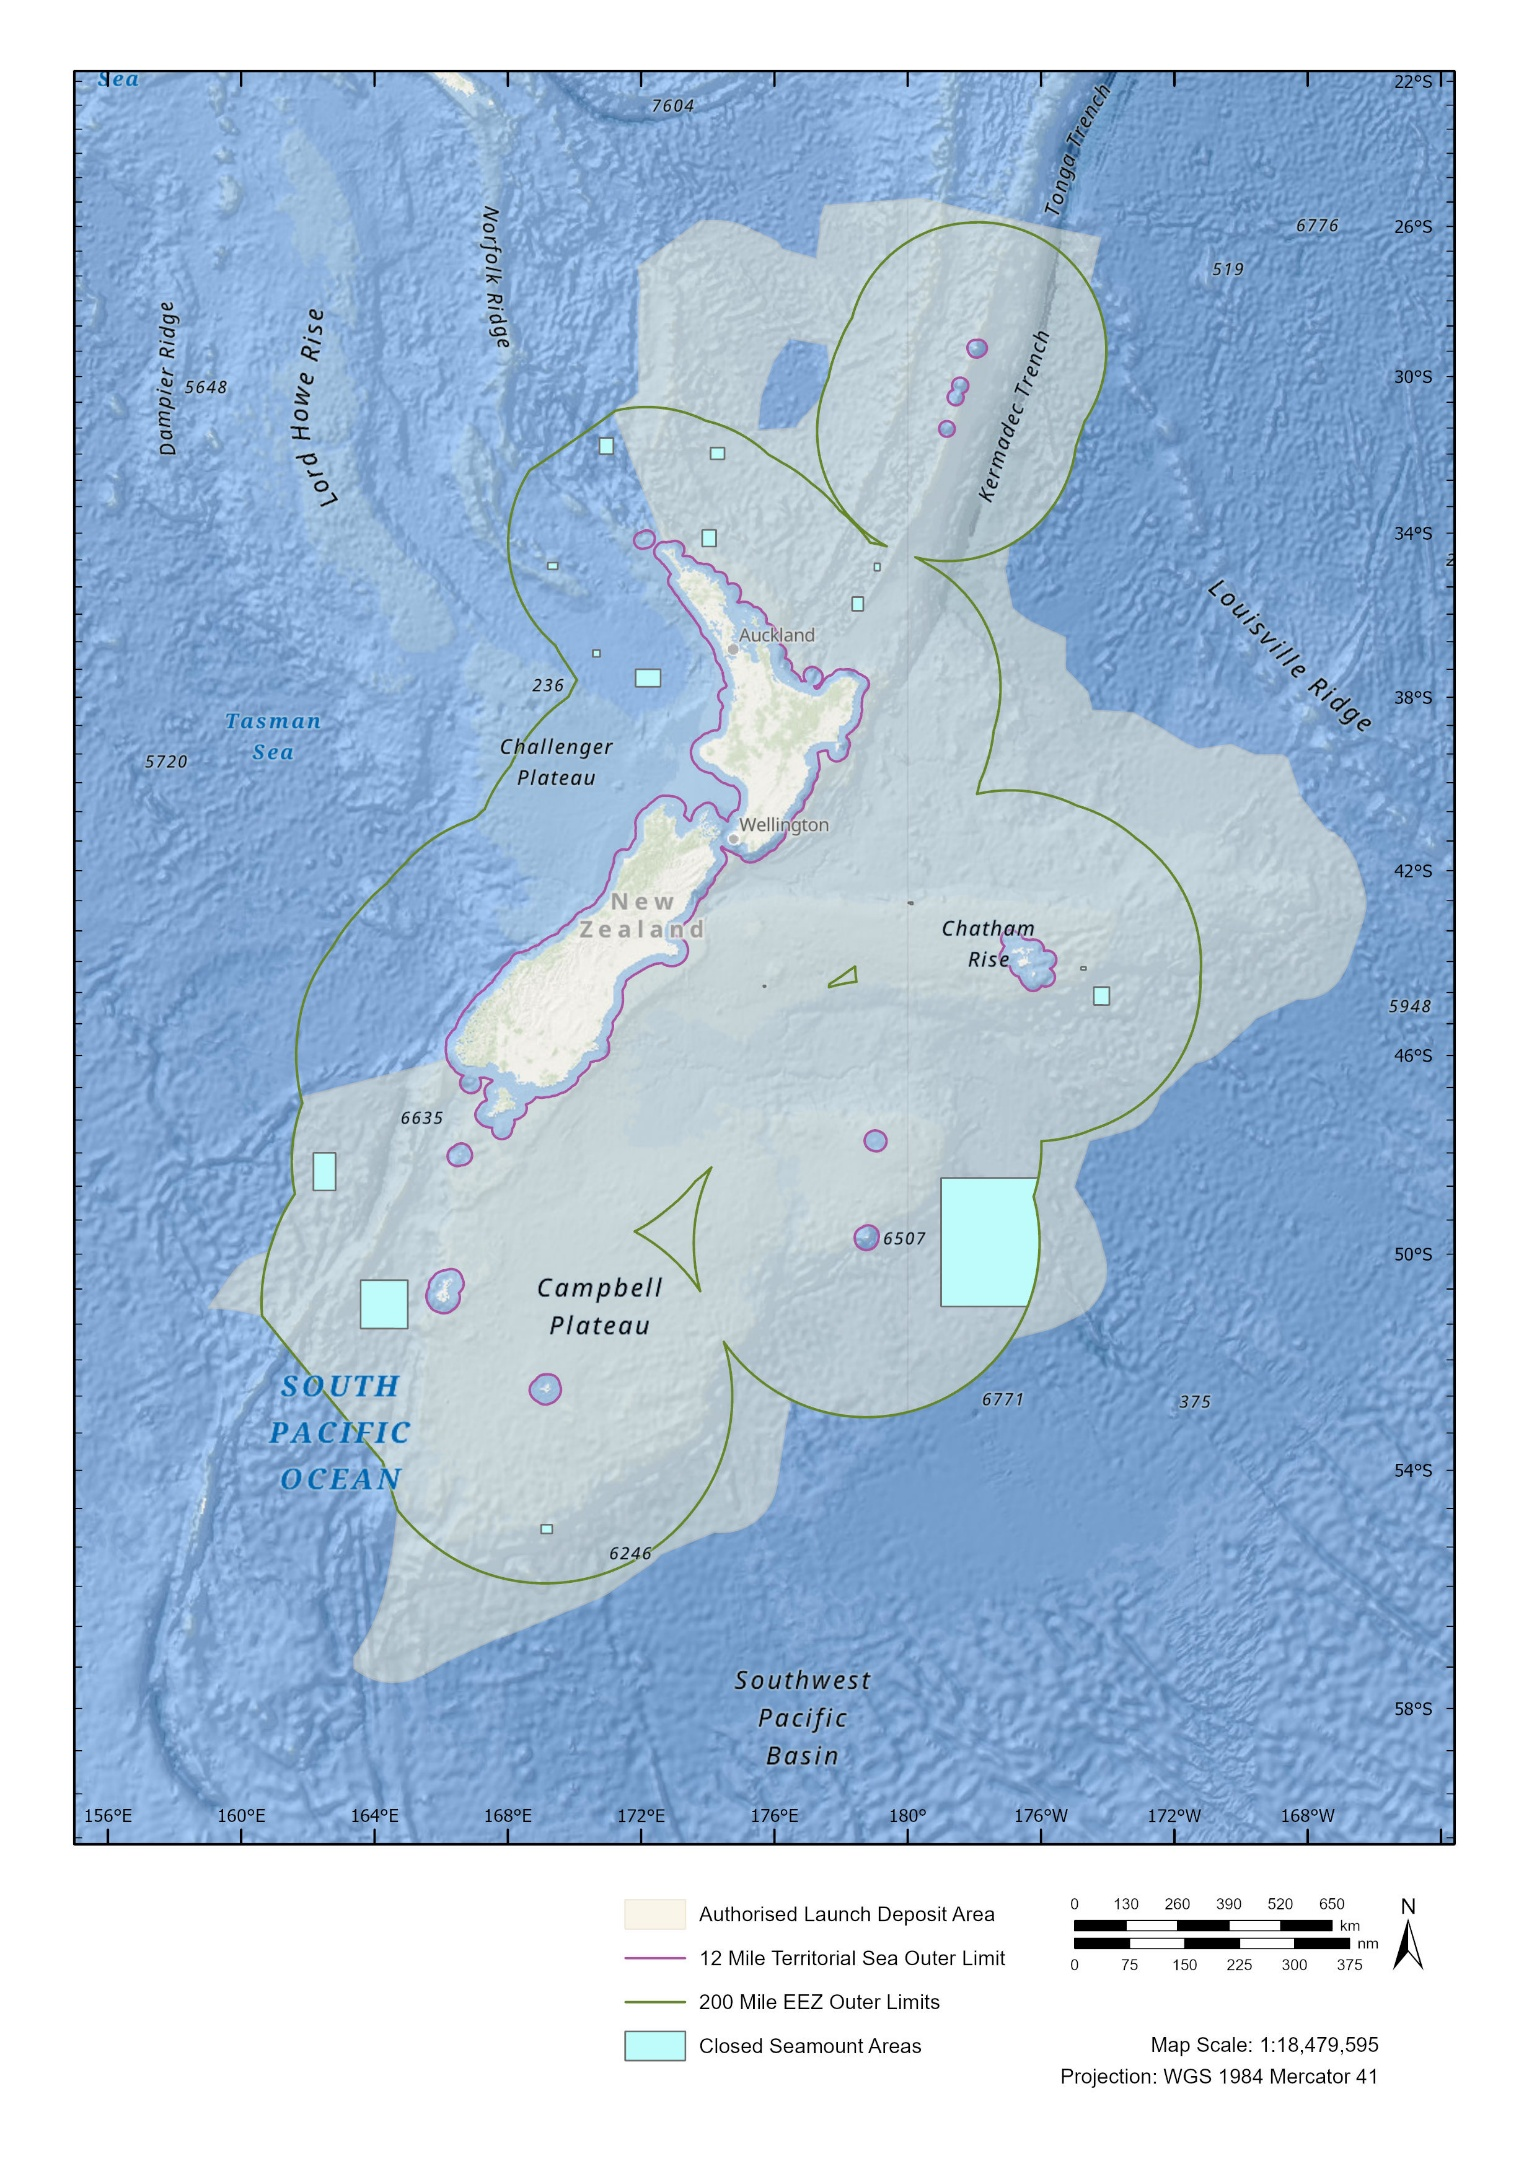 Sea
7604
22°S
Tonga Trench
Norfolk Ridge
6776
26°S
519
Dampier Ridge
Lord Howe Rise
5648
Kermadec Trench
30°S
34°S
2
Louisville Ridge
Auckland
236
38°S
Tasman
Sea
Challenger
Plateau
5720
Wellington
42°S
New
Zealand
Chatham
Rise
5948
46°S
6635
6507
50°S
Campbell
Plateau
SOUTH
PACIFIC
OCEAN
6771
375
54°S
6246
Southwest
Pacific
Basin
58°S
156°E 160°E 164°E 168°E 172°E 176°E 180° 176°W 172°W 168°W
Authorised Launch Deposit Area
12 Mile Territorial Sea Outer Limit
200 Mile EEZ Outer Limits
Closed Seamount Areas
0 130 260 390 520 650
km
nm
0 75 150 225 300 375
N
Map Scale: 1:18,479,595
Projection: WGS 1984 Mercator 41